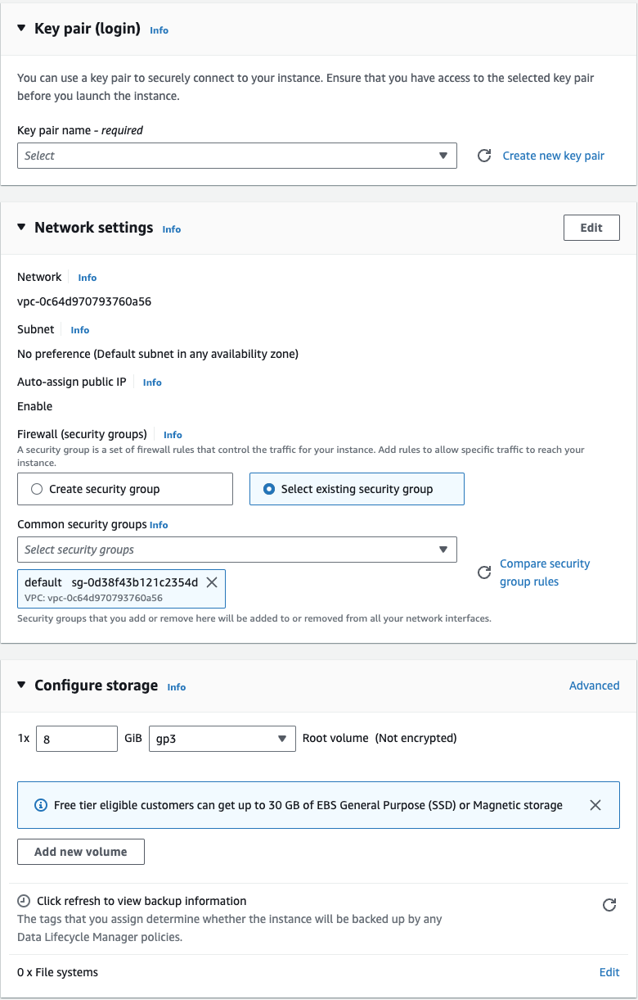 Key pair (login) Info
You can use a key pair to securely connect to your instance. Ensure that you have access to the selected key pair
before you launch the instance.
Key pair name - required
Select
Create new key pair
Network settings Info
Edit
Network Info
vpc-0c64d970793760a56
Subnet Info
No preference (Default subnet in any availability zone)
Auto-assign public IP Info
Enable
Firewall (security groups) Info
A security group is a set of firewall rules that control the traffic for your instance. Add rules to allow specific traffic to reach your
instance.
Create security group
Select existing security group
Common security groups Info
Select security groups
Compare security
group rules
default sg-0d38f43b121c2354d
VPC: vpc-0c64d970793760a56
Security groups that you add or remove here will be added to or removed from all your network interfaces.
Configure storage Info
Advanced
1x 8 GiB gp3 Root volume (Not encrypted)
Free tier eligible customers can get up to 30 GB of EBS General Purpose (SSD) or Magnetic storage
Add new volume
Click refresh to view backup information
The tags that you assign determine whether the instance will be backed up by any
Data Lifecycle Manager policies.
0 x File systems
Edit